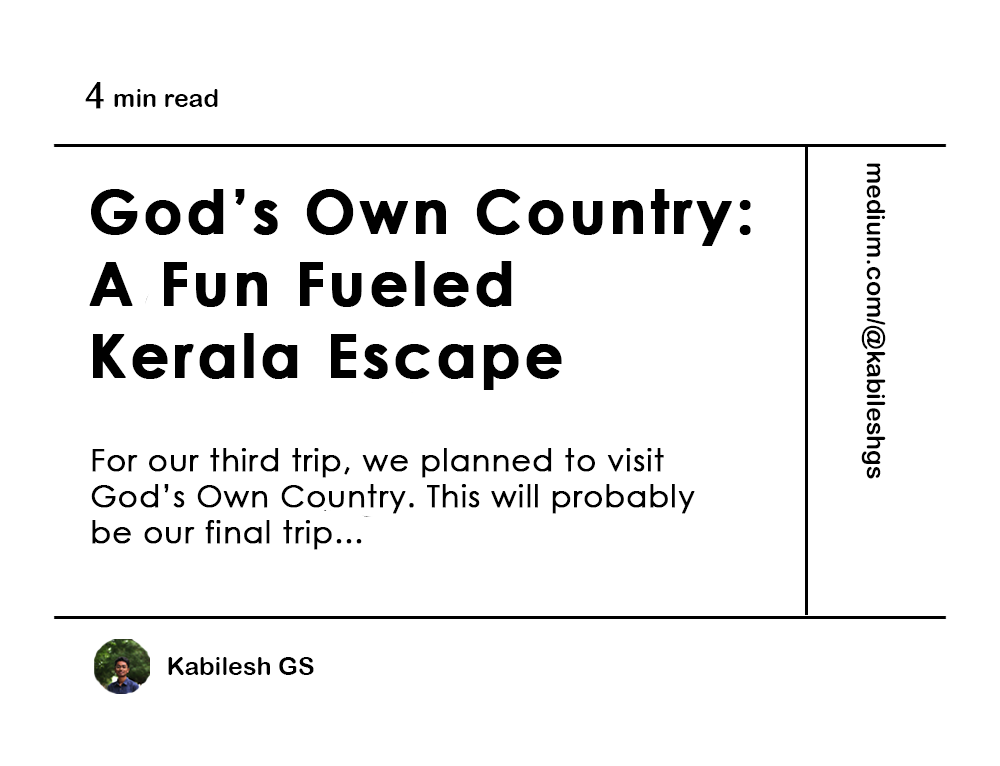 4 min read
God’s Own Country:
A Fun Fueled
Kerala Escape
For our third trip, we planned to visit
God’s Own Country. This will probably
be our final trip...
medium.com/@kabileshgs
Kabilesh GS